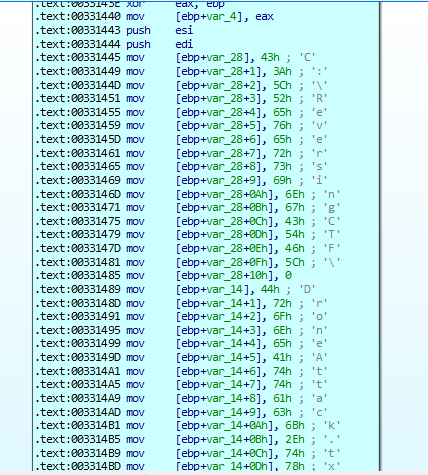 .text:0033143E xor eax, ebp
.text:00331440 mov [ebp+var_4], eax
.text:00331443 push esi
.text:00331444 push edi
.text:00331445 mov [ebp+var_28], 43h ; 'C'
.text:00331449 mov [ebp+var_28+1], 3Ah ; ':'
.text:0033144D mov [ebp+var_28+2], 5Ch ; '\'
.text:00331451 mov [ebp+var_28+3], 52h ; 'R'
.text:00331455 mov [ebp+var_28+4], 65h ; 'e'
.text:00331459 mov [ebp+var_28+5], 76h ; 'v'
.text:0033145D mov [ebp+var_28+6], 65h ; 'e'
.text:00331461 mov [ebp+var_28+7], 72h ; 'r'
.text:00331465 mov [ebp+var_28+8], 73h ; 's'
.text:00331469 mov [ebp+var_28+9], 69h ; 'i'
.text:0033146D mov [ebp+var_28+0Ah], 6Eh ; 'n'
.text:00331471 mov [ebp+var_28+0Bh], 67h ; 'g'
.text:00331475 mov [ebp+var_28+0Ch], 43h ; 'C'
.text:00331479 mov [ebp+var_28+0Dh], 54h ; 'T'
.text:0033147D mov [ebp+var_28+0Eh], 46h ; 'F'
.text:00331481 mov [ebp+var_28+0Fh], 5Ch ; '\'
.text:00331485 mov [ebp+var_28+10h], 0
.text:00331489 mov [ebp+var_14], 44h ; 'D'
.text:0033148D mov [ebp+var_14+1], 72h ; 'r'
.text:00331491 mov [ebp+var_14+2], 6Fh ; 'o'
.text:00331495 mov [ebp+var_14+3], 6Eh ; 'n'
.text:00331499 mov [ebp+var_14+4], 65h ; 'e'
.text:0033149D mov [ebp+var_14+5], 41h ; 'A'
.text:003314A1 mov [ebp+var_14+6], 74h ; 't'
.text:003314A5 mov [ebp+var_14+7], 74h ; 't'
.text:003314A9 mov [ebp+var_14+8], 61h ; 'a'
.text:003314AD mov [ebp+var_14+9], 63h ; 'c'
.text:003314B1 mov [ebp+var_14+0Ah], 6Bh ; 'k'
.text:003314B5 mov [ebp+var_14+0Bh], 2Eh ; '.'
.text:003314B9 mov [ebp+var_14+0Ch], 74h ; 't'
.text:003314BD mov [ebp+var_14+0Dh], 78h ; 'x'